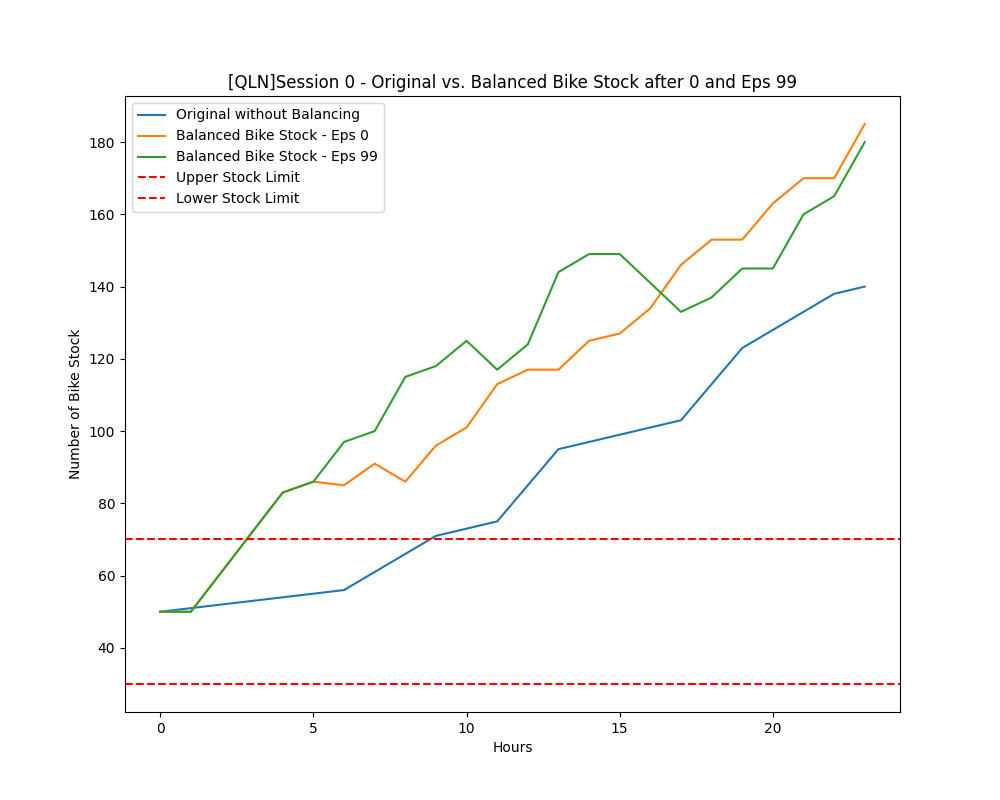 [QLN]Session 0 - Original vs. Balanced Bike Stock after 0 and Eps 99
Original without Balancing
Balanced Bike Stock - Eps 0
Balanced Bike Stock - Eps 99
Upper Stock Limit
Lower Stock Limit
Number of Bike Stock
180
160
140
120
100
80
60
40
0 5 10 15 20
Hours